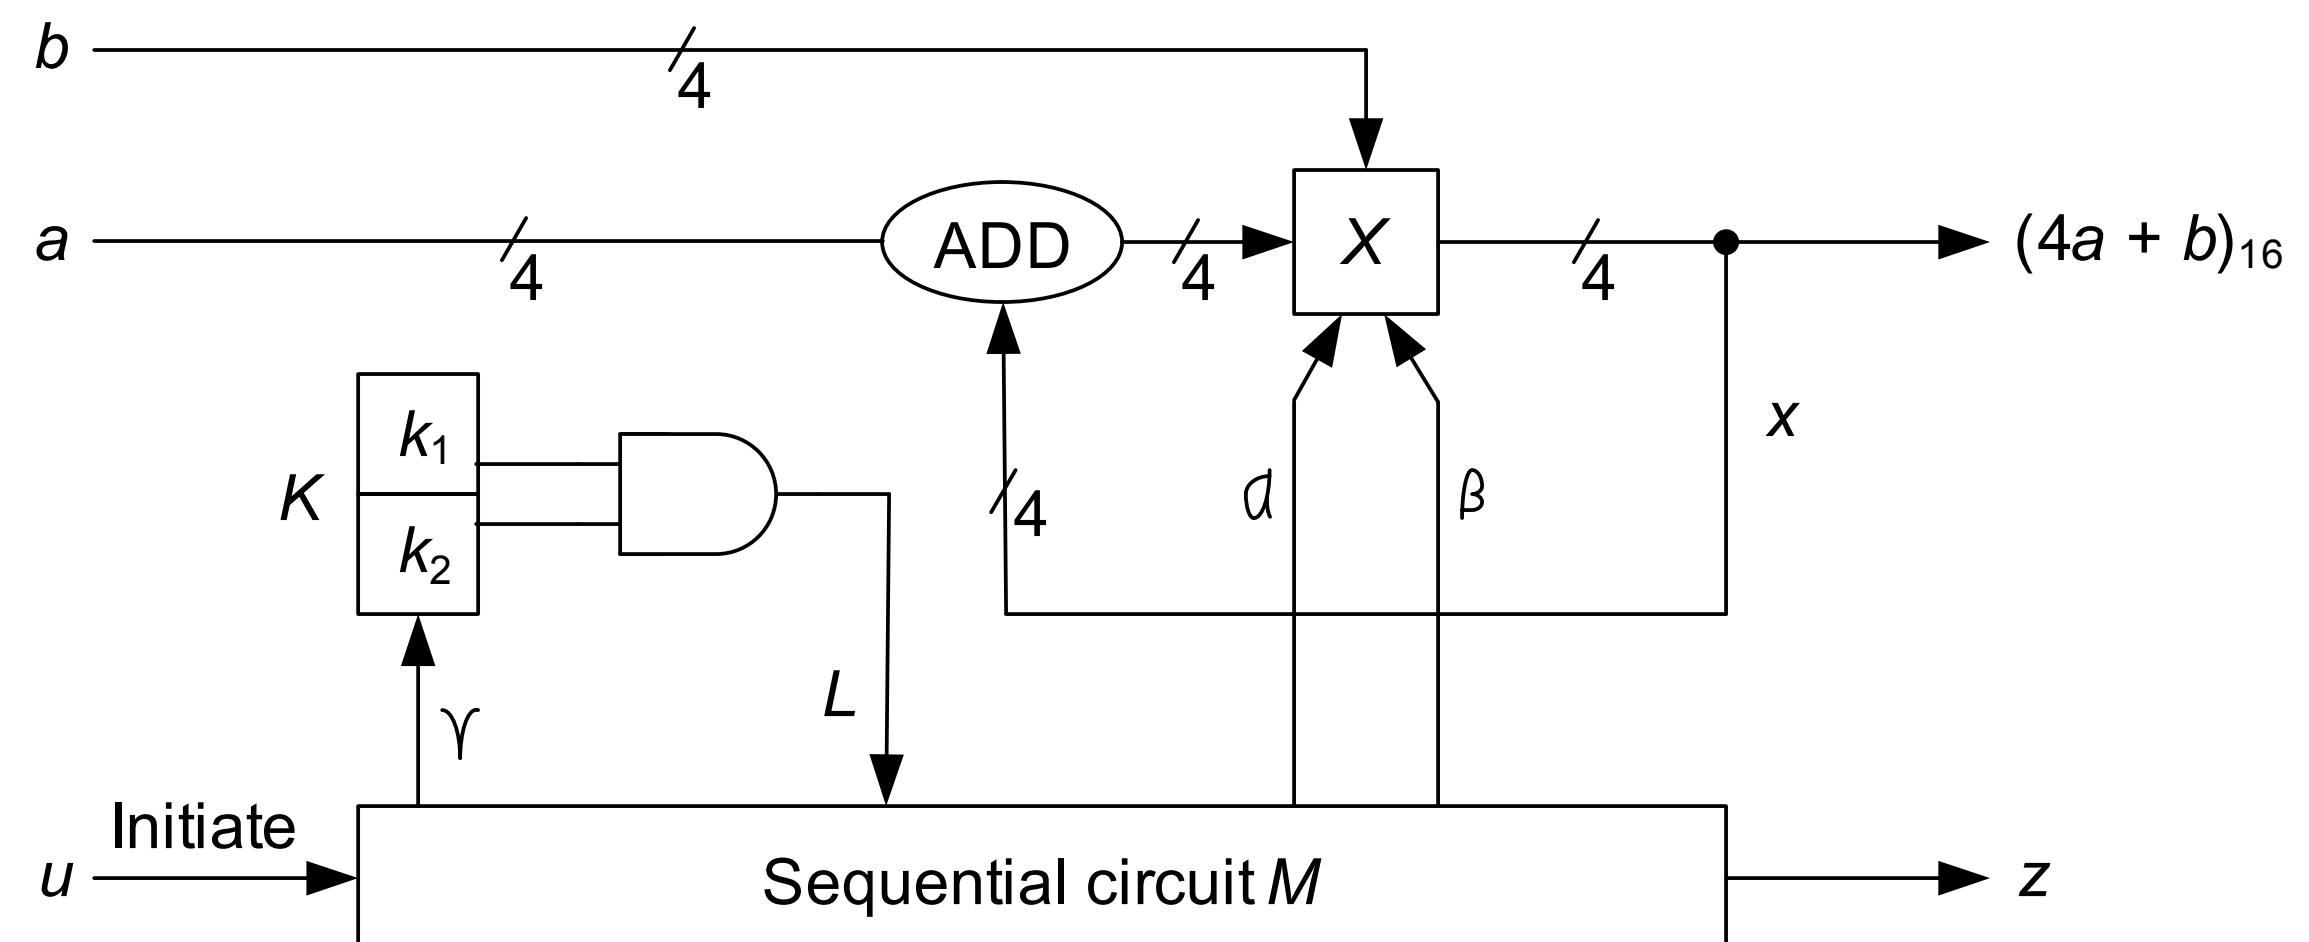 b
4
a
4
ADD
4
X
4
(4a + b)16
k1
K
k2
4
α
β
x
L
γ
Initiate
u
Sequential circuit M
z